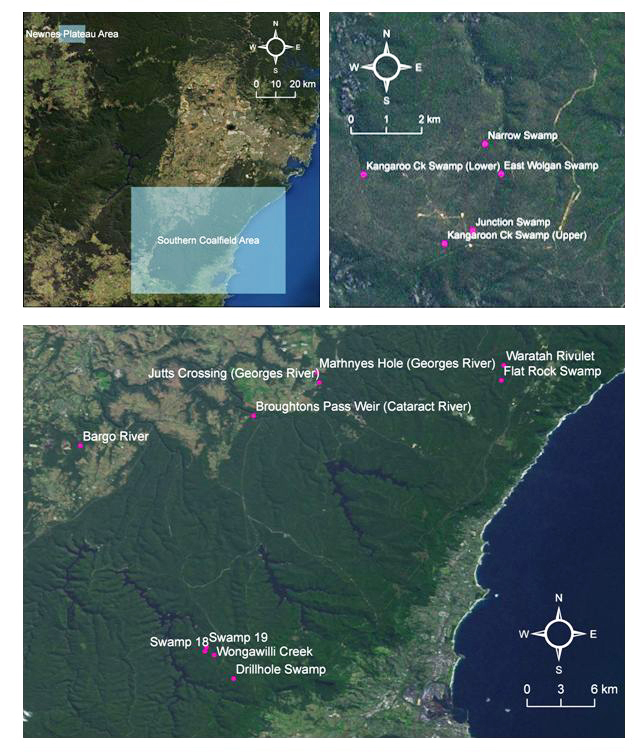 Newnes Plateau Area
N
W E
S
0 10 20 km
Southern Coalfield Area
N
W E
S
0 1 2 km
Narrow Swamp
Kangaroo Ck Swamp (Lower)
East Wolgan Swamp
Junction Swamp
Kangaroon Ck Swamp (Upper)
Marhnyes Hole (Georges River)
Waratah Rivulet
Jutts Crossing (Georges River)
Flat Rock Swamp
Broughtons Pass Weir (Cataract River)
Bargo River
N
W E
S
0 3 6 km
Swamp 18
Swamp 19
Wongawilli Creek
Drillhole Swamp